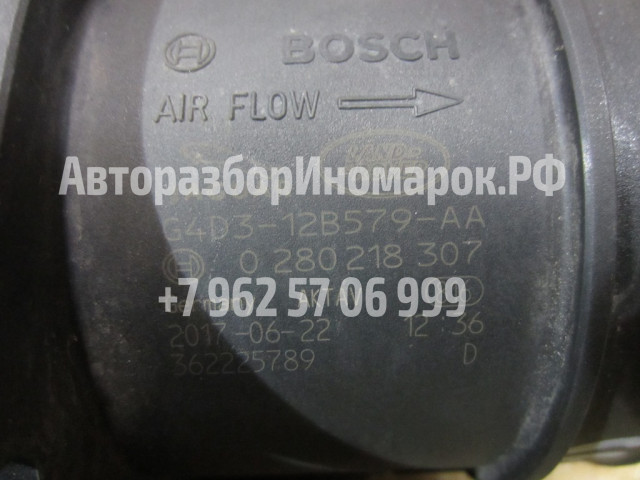 BOSCH
AIR FLOW
АвторазборИномарок.РФ
G4D3-12B579-AA
0 280 218 307
+7 962 57 06 999
-06-22 12 36
362225789 D